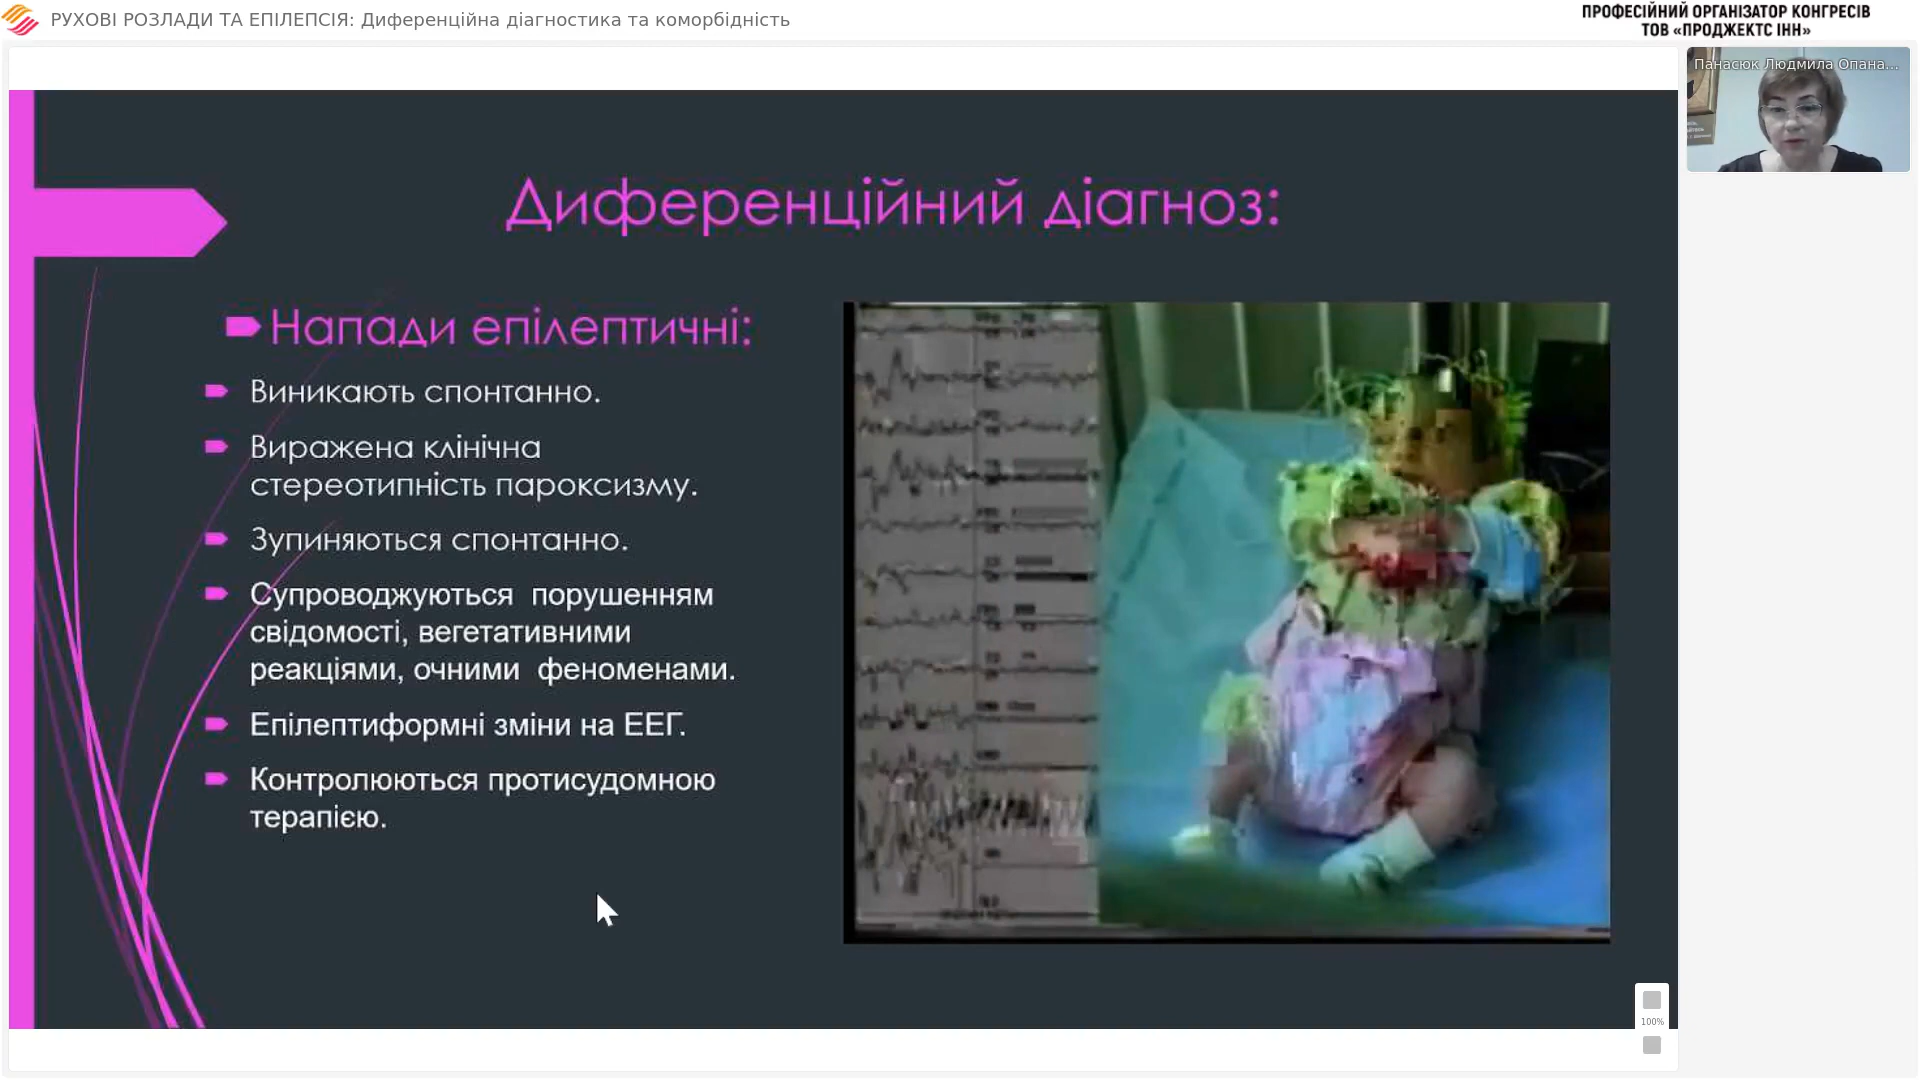 РУХОВІ РОЗЛАДИ ТА ЕПІЛЕПСІЯ: Диференційна діагностика та коморбідність
ПРОФЕСІЙНИЙ ОРГАНІЗАТОР КОНГРЕСІВ
ТОВ «ПРОДЖЕКТС ІНН»
Панасюк Людмила Опана...
Диференційний діагноз:
Напади епілептичні:
Виникають спонтанно.
Виражена клінічна
стереотипність пароксизму.
Зупиняються спонтанно.
Супроводжуються порушенням
свідомості, вегетативними
реакціями, очними феноменами.
Епілептиформні зміни на ЕЕГ.
Контролюються протисудомною
терапією.
100%